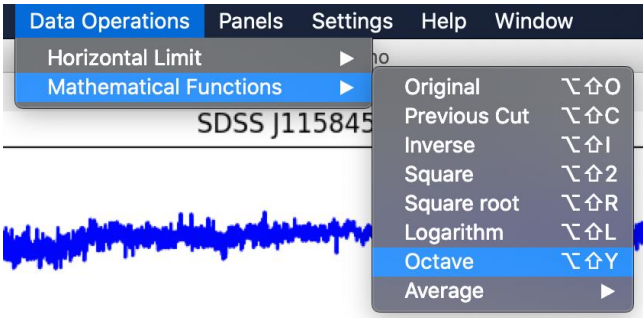 Data Operations Panels Settings Help Window
Horizontal Limit ▶
Mathematical Functions ▶
Original ⌥⇧O
Previous Cut ⌥⇧C
Inverse ⌥⇧I
Square ⌥⇧2
Square root ⌥⇧R
Logarithm ⌥⇧L
Octave ⌥⇧Y
Average ▶
SDSS J115845